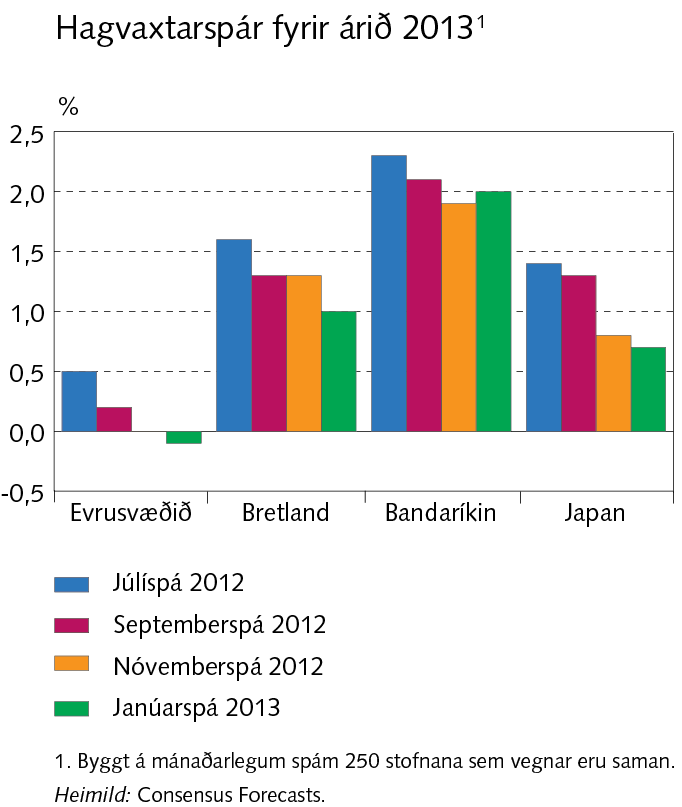 Hagvaxtarspár fyrir árið 2013¹
%
2,5
2,0
1,5
1,0
0,5
0,0
-0,5
Evrusvæðið Bretland Bandaríkin Japan
Júlíspá 2012
Septemberspá 2012
Nóvemberspá 2012
Janúarspá 2013
1. Byggt á mánaðarlegum spám 250 stofnana sem vegnar eru saman.
Heimild: Consensus Forecasts.